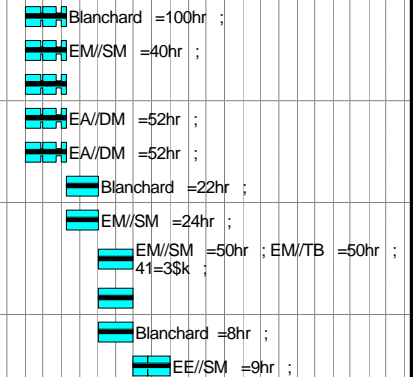 Blanchard =100hr ;
EM//SM =40hr ;
EA//DM =52hr ;
EA//DM =52hr ;
Blanchard =22hr ;
EM//SM =24hr ;
EM//SM =50hr ; EM//TB =50hr ;
41=3$k ;
Blanchard =8hr ;
EE//SM =9hr ;